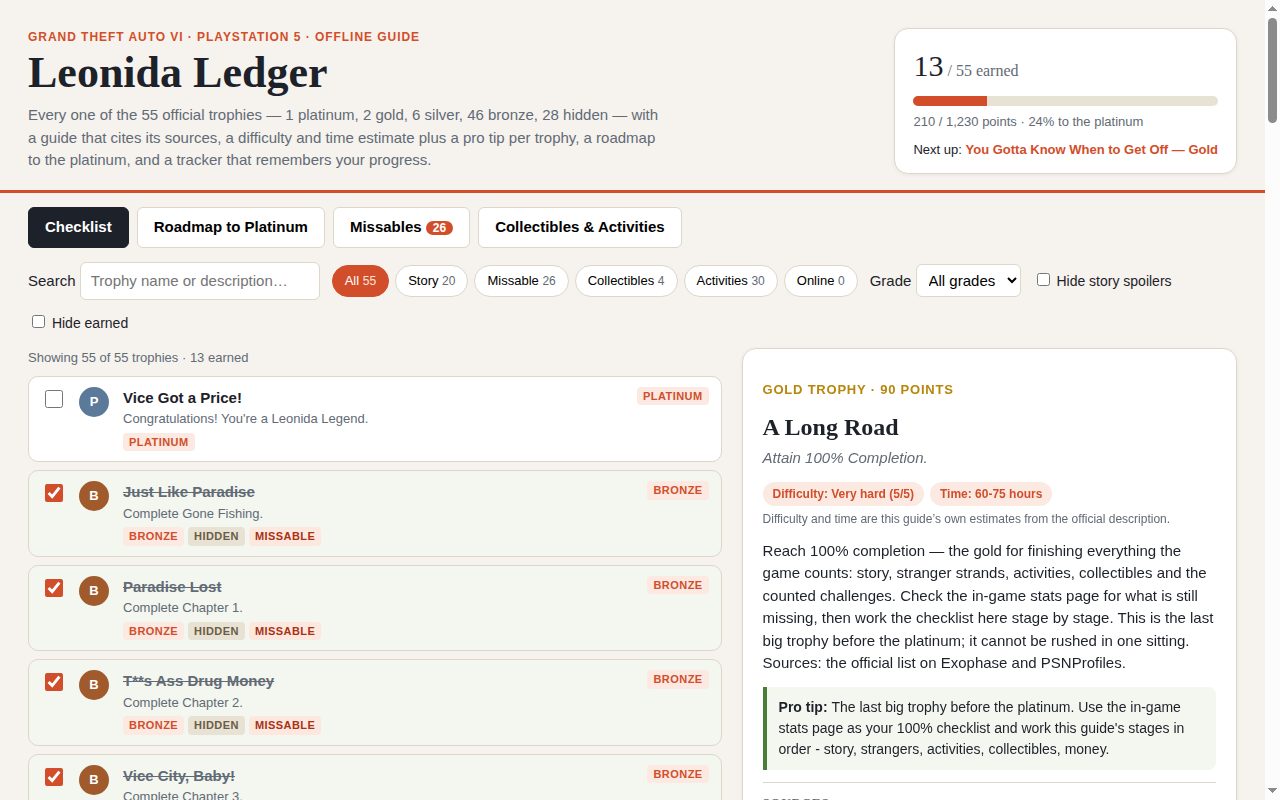 GRAND THEFT AUTO VI · PLAYSTATION 5 · OFFLINE GUIDE
Leonida Ledger
Every one of the 55 official trophies — 1 platinum, 2 gold, 6 silver, 46 bronze, 28 hidden — with
a guide that cites its sources, a difficulty and time estimate plus a pro tip per trophy, a roadmap
to the platinum, and a tracker that remembers your progress.
13 / 55 earned
210 / 1,230 points · 24% to the platinum
Next up: You Gotta Know When to Get Off — Gold
Checklist
Roadmap to Platinum
Missables 26
Collectibles & Activities
Search
Trophy name or description…
All 55
Story 20
Missable 26
Collectibles 4
Activities 30
Online 0
Grade
All grades
Hide story spoilers
Hide earned
Showing 55 of 55 trophies · 13 earned
P
Vice Got a Price!
PLATINUM
Congratulations! You're a Leonida Legend.
PLATINUM
B
Just Like Paradise
BRONZE
Complete Gone Fishing.
BRONZE HIDDEN MISSABLE
B
Paradise Lost
BRONZE
Complete Chapter 1.
BRONZE HIDDEN MISSABLE
B
T**s Ass Drug Money
BRONZE
Complete Chapter 2.
BRONZE HIDDEN MISSABLE
B
Vice City, Baby!
BRONZE
Complete Chapter 3.
GOLD TROPHY · 90 POINTS
A Long Road
Attain 100% Completion.
Difficulty: Very hard (5/5)
Time: 60-75 hours
Difficulty and time are this guide's own estimates from the official description.
Reach 100% completion — the gold for finishing everything the
game counts: story, stranger strands, activities, collectibles and the
counted challenges. Check the in-game stats page for what is still
missing, then work the checklist here stage by stage. This is the last
big trophy before the platinum; it cannot be rushed in one sitting.
Sources: the official list on Exophase and PSNProfiles.
Pro tip: The last big trophy before the platinum. Use the in-game
stats page as your 100% checklist and work this guide's stages in
order - story, strangers, activities, collectibles, money.